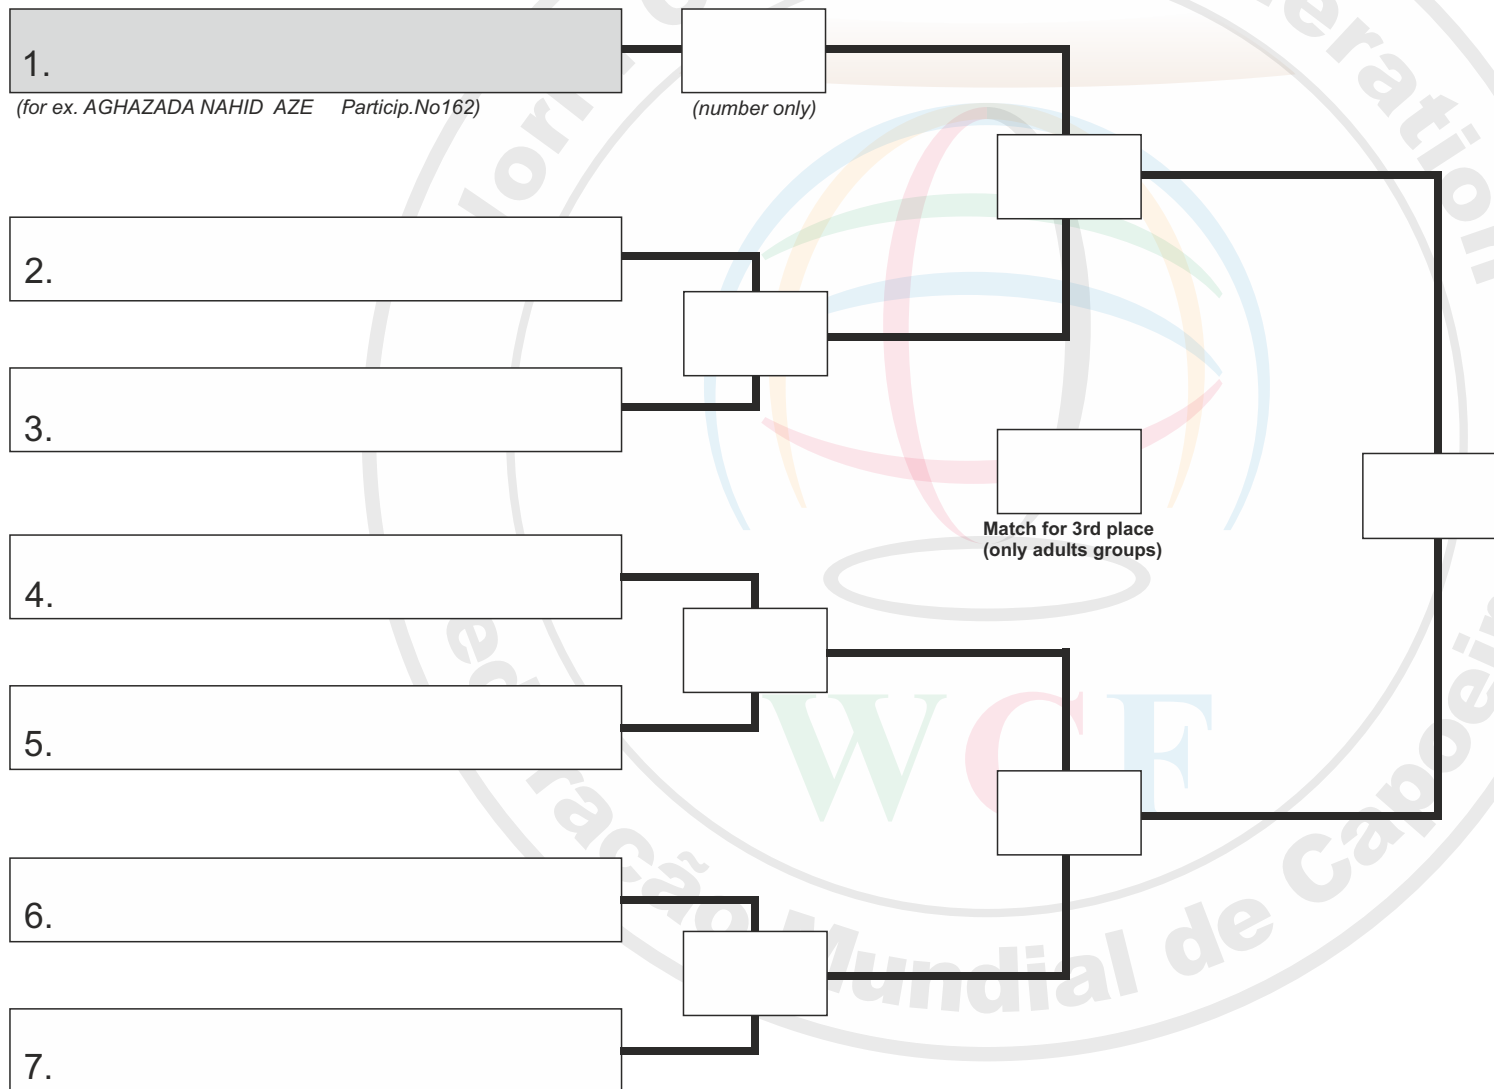 1.
(for ex. AGHAZADA NAHID AZE Particip.No162)
(number only)
2.
3.
Match for 3rd place
(only adults groups)
4.
5.
6.
7.
WCF
Mundial de